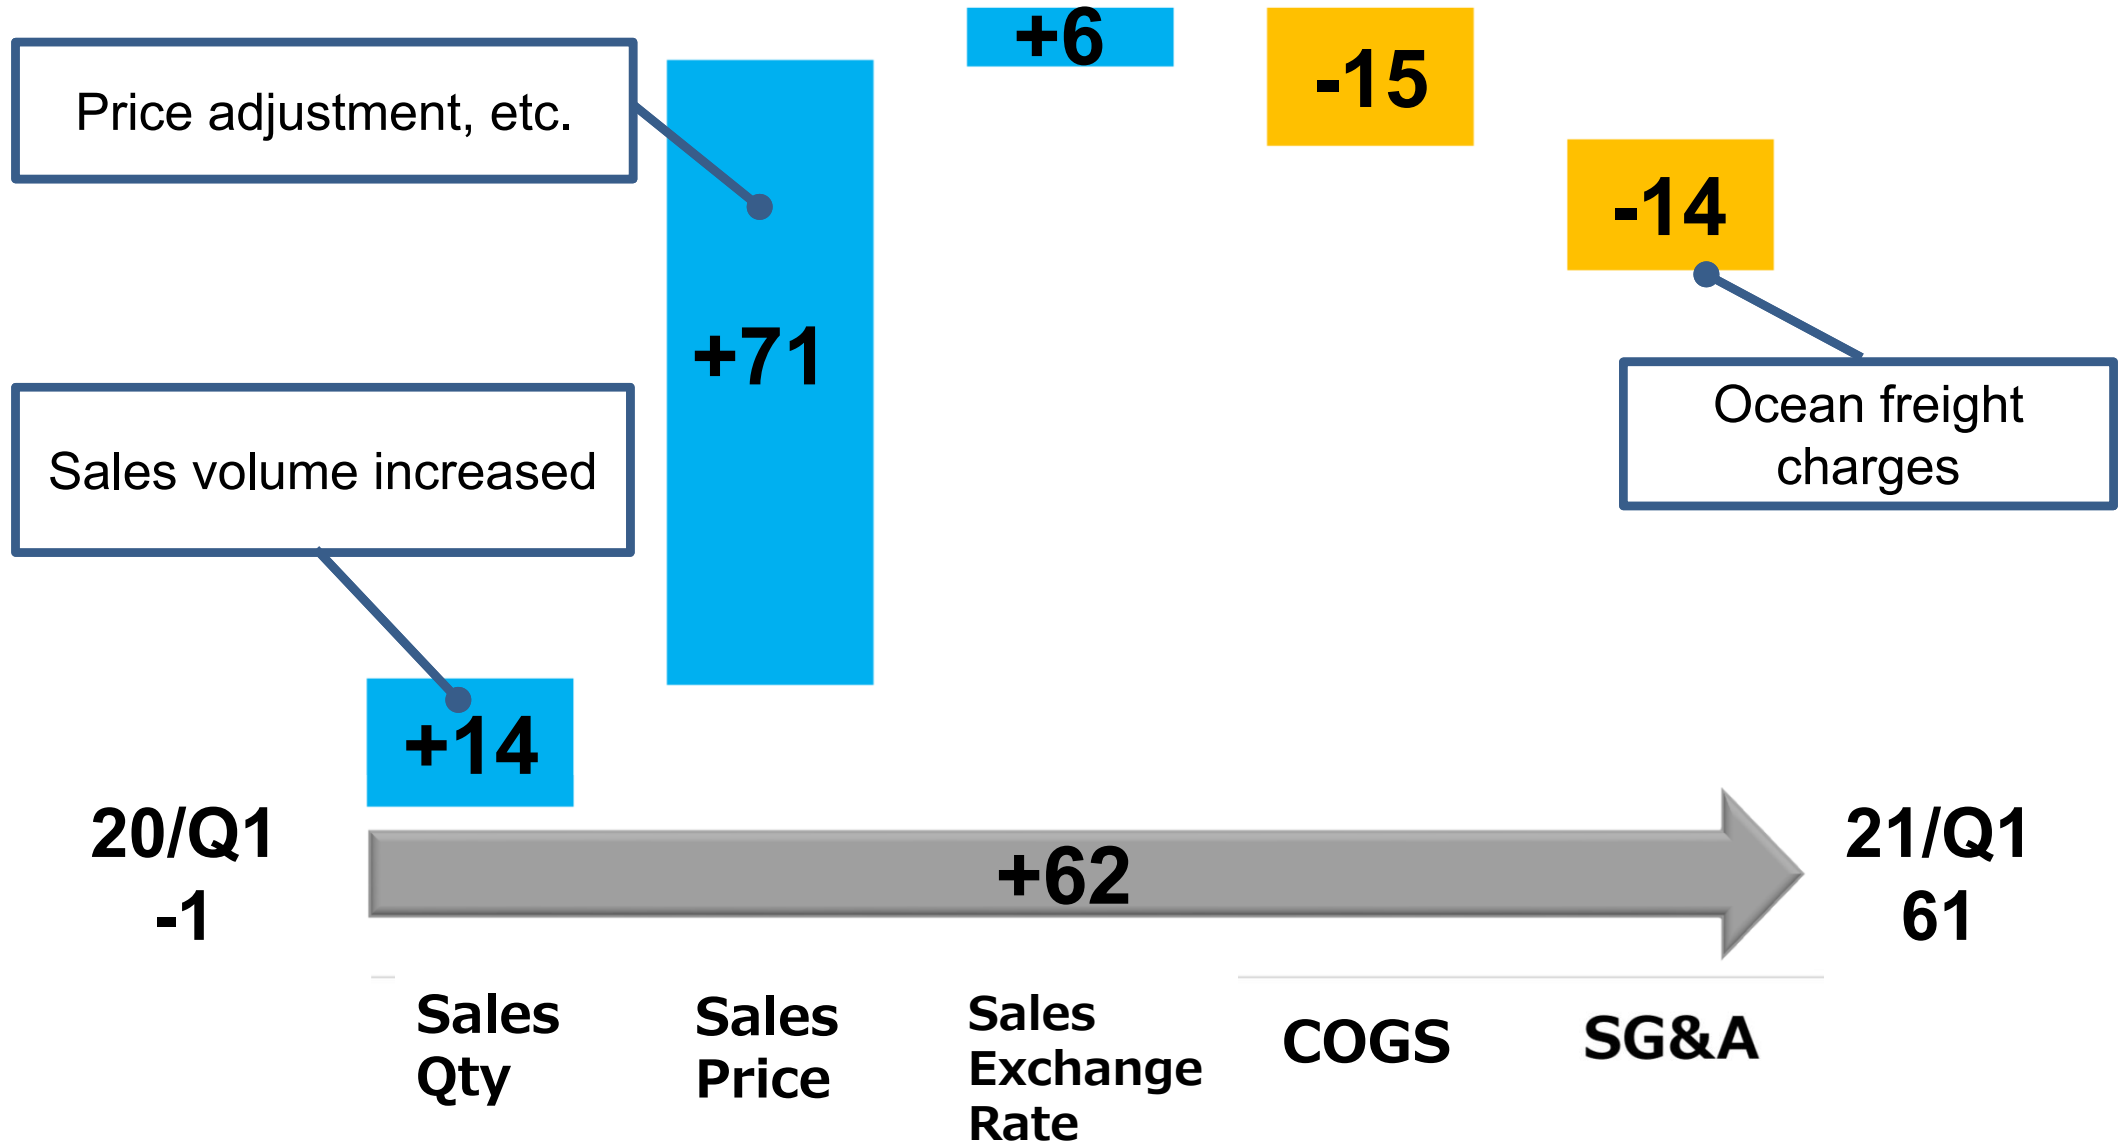 +6
-15
Price adjustment, etc.
-14
+71
Ocean freight
charges
Sales volume increased
+14
20/Q1
-1
+62
21/Q1
61
Sales
Qty
Sales
Price
Sales
Exchange
Rate
COGS
SG&A